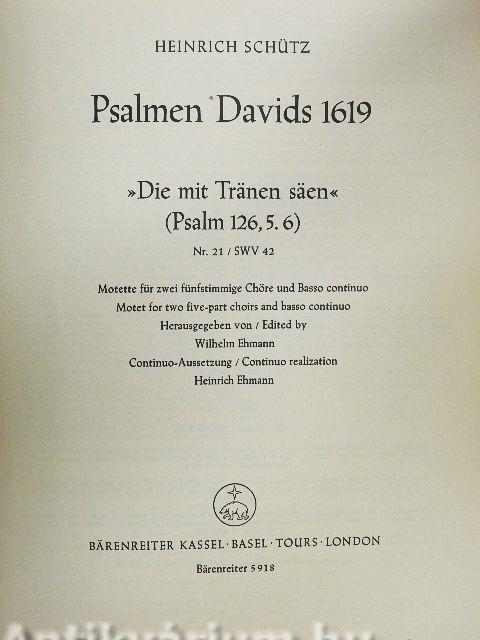 HEINRICH SCHÜTZ
Psalmen Davids 1619
»Die mit Tränen säen«
(Psalm 126,5. 6)
Nr. 21 / SWV 42
Motette für zwei fünfstimmige Chöre und Basso continuo
Motet for two five-part choirs and basso continuo
Herausgegeben von / Edited by
Wilhelm Ehmann
Continuo-Aussetzung / Continuo realization
Heinrich Ehmann
BÄRENREITER KASSEL · BASEL · TOURS · LONDON
Bärenreiter 5918
Antikvárium.hu